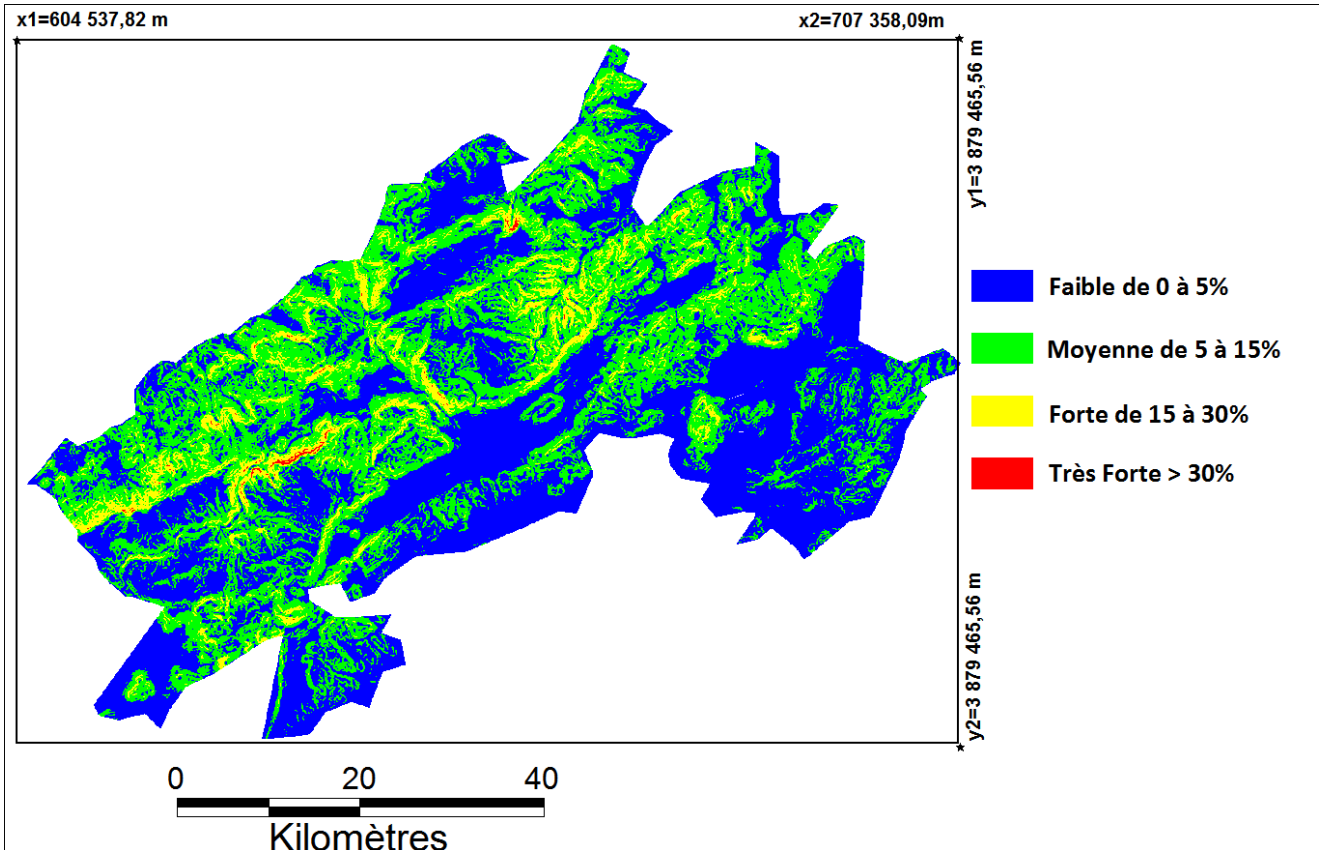 x1=604 537,82 m
x2=707 358,09m
y1=3 879 465,56 m
Faible de 0 à 5%
Moyenne de 5 à 15%
Forte de 15 à 30%
Très Forte > 30%
y2=3 879 465,56 m
0 20 40
Kilomètres